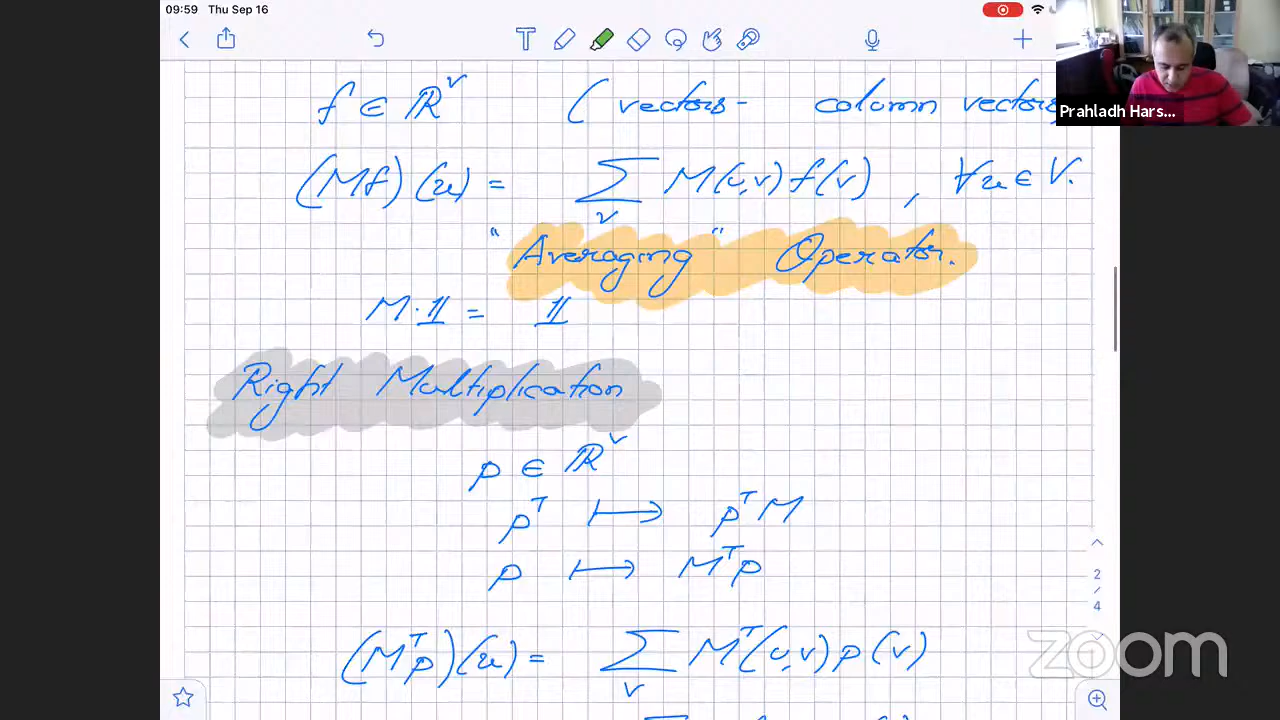 09:59 Thu Sep 16
f ∈ ℝ^V ( vectors - column vectors
Prahladh Hars...
(Mf)(u) = Σ_v M(u,v) f(v) , ∀u ∈ V.
"Averaging" Operator.
M·𝟙 = 𝟙
Right Multiplication
p ∈ ℝ^V
p^T ⟼ p^T M
p ⟼ M^T p
2
4
(M^T p)(u) = Σ_v M^T(u,v) p(v)
zoom